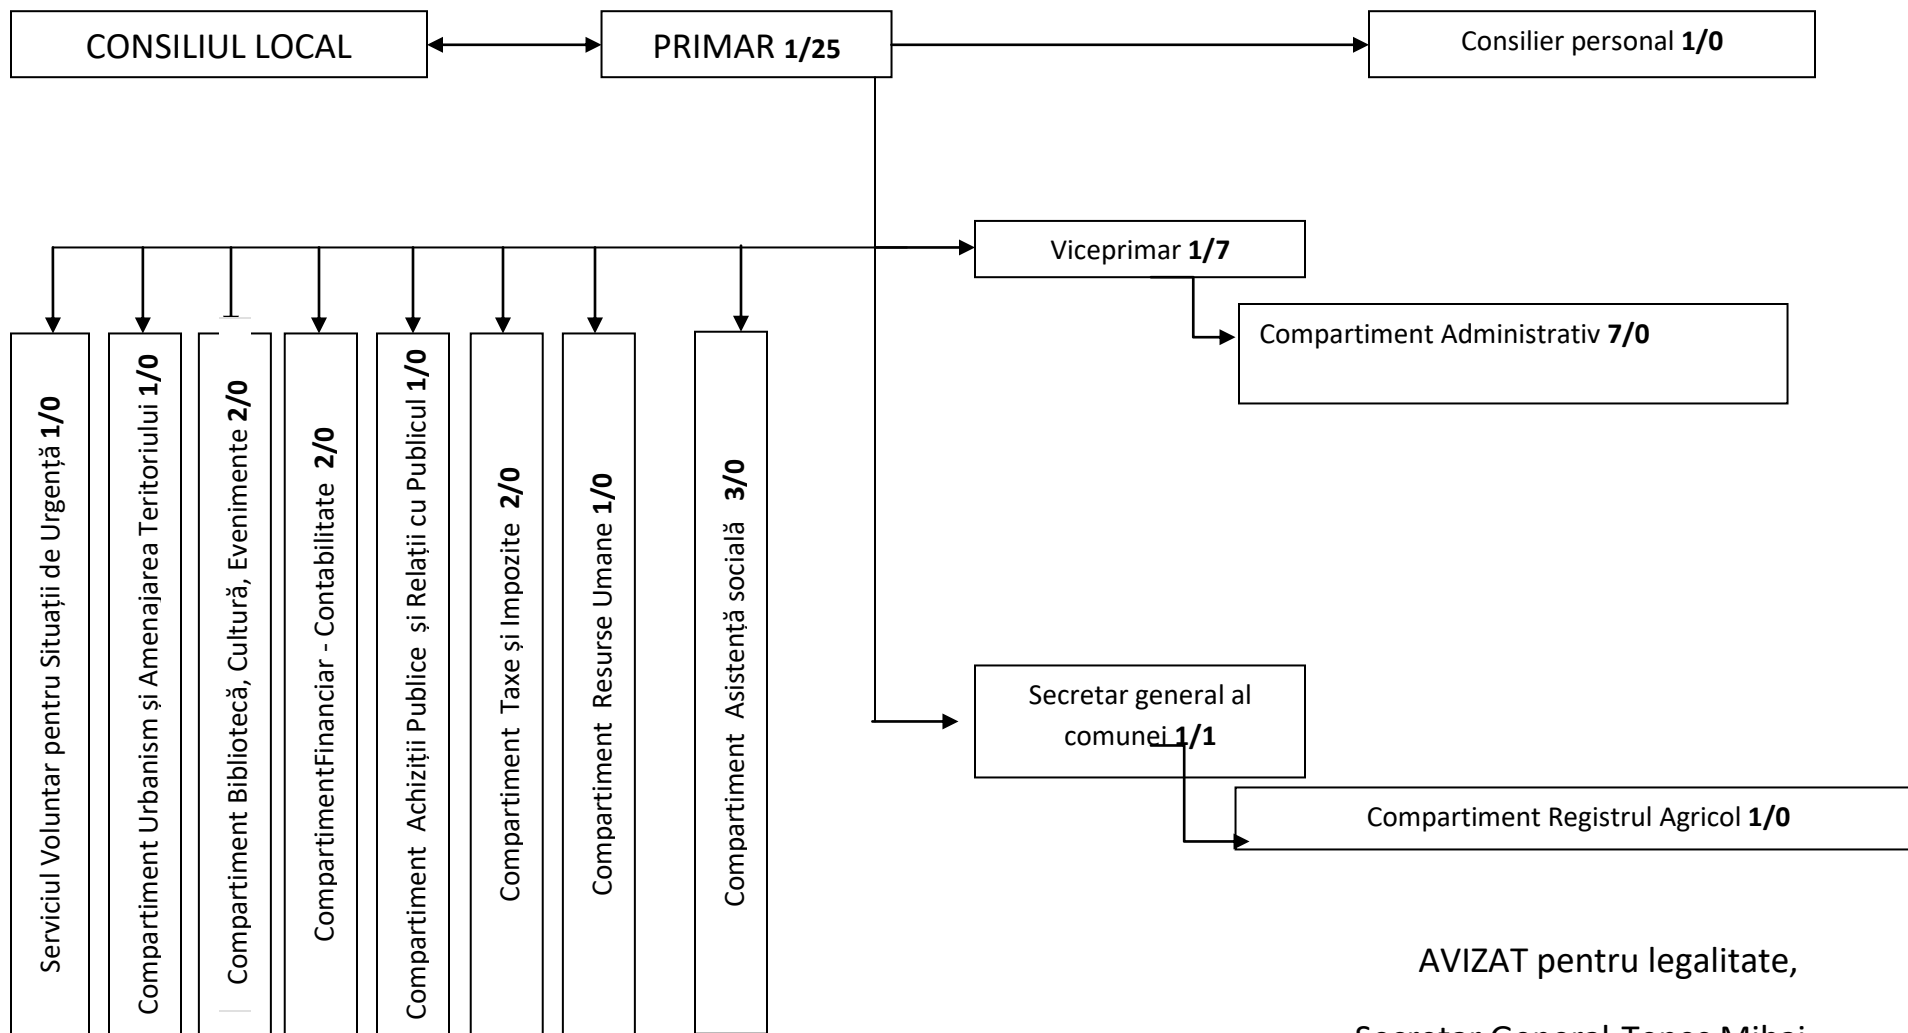 CONSILIUL LOCAL
PRIMAR 1/25
Consilier personal 1/0
Viceprimar 1/7
Compartiment Administrativ 7/0
Serviciul Voluntar pentru Situații de Urgență 1/0
Compartiment Urbanism și Amenajarea Teritoriului 1/0
Compartiment Bibliotecă, Cultură, Evenimente 2/0
CompartimentFinanciar - Contabilitate 2/0
Compartiment Achiziții Publice și Relații cu Publicul 1/0
Compartiment Taxe și Impozite 2/0
Compartiment Resurse Umane 1/0
Compartiment Asistență socială 3/0
Secretar general al
comunei 1/1
Compartiment Registrul Agricol 1/0
AVIZAT pentru legalitate,
Secretar General Țepeș Mihai